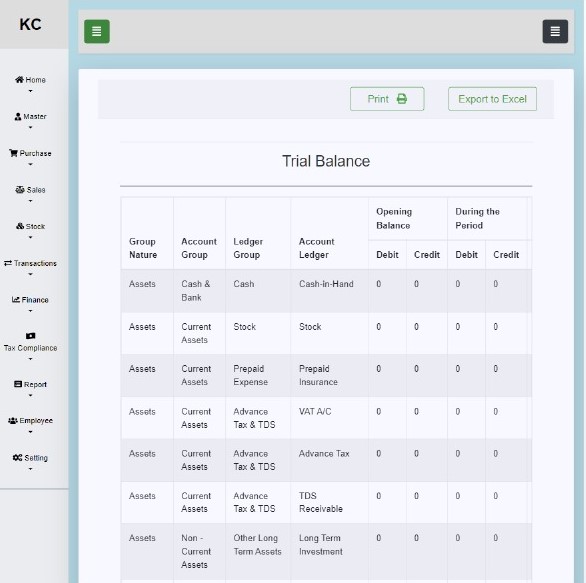 KC
Home
Master
Purchase
Sales
Stock
Transactions
Finance
Tax Compliance
Report
Employee
Setting
Print
Export to Excel
Trial Balance
Group Nature Account Group Ledger Group Account Ledger Opening Balance During the Period
Debit Credit Debit Credit
Assets Cash & Bank Cash Cash-in-Hand 0 0 0 0
Assets Current Assets Stock Stock 0 0 0 0
Assets Current Assets Prepaid Expense Prepaid Insurance 0 0 0 0
Assets Current Assets Advance Tax & TDS VAT A/C 0 0 0 0
Assets Current Assets Advance Tax & TDS Advance Tax 0 0 0 0
Assets Current Assets Advance Tax & TDS TDS Receivable 0 0 0 0
Assets Non - Current Assets Other Long Term Assets Long Term Investment 0 0 0 0